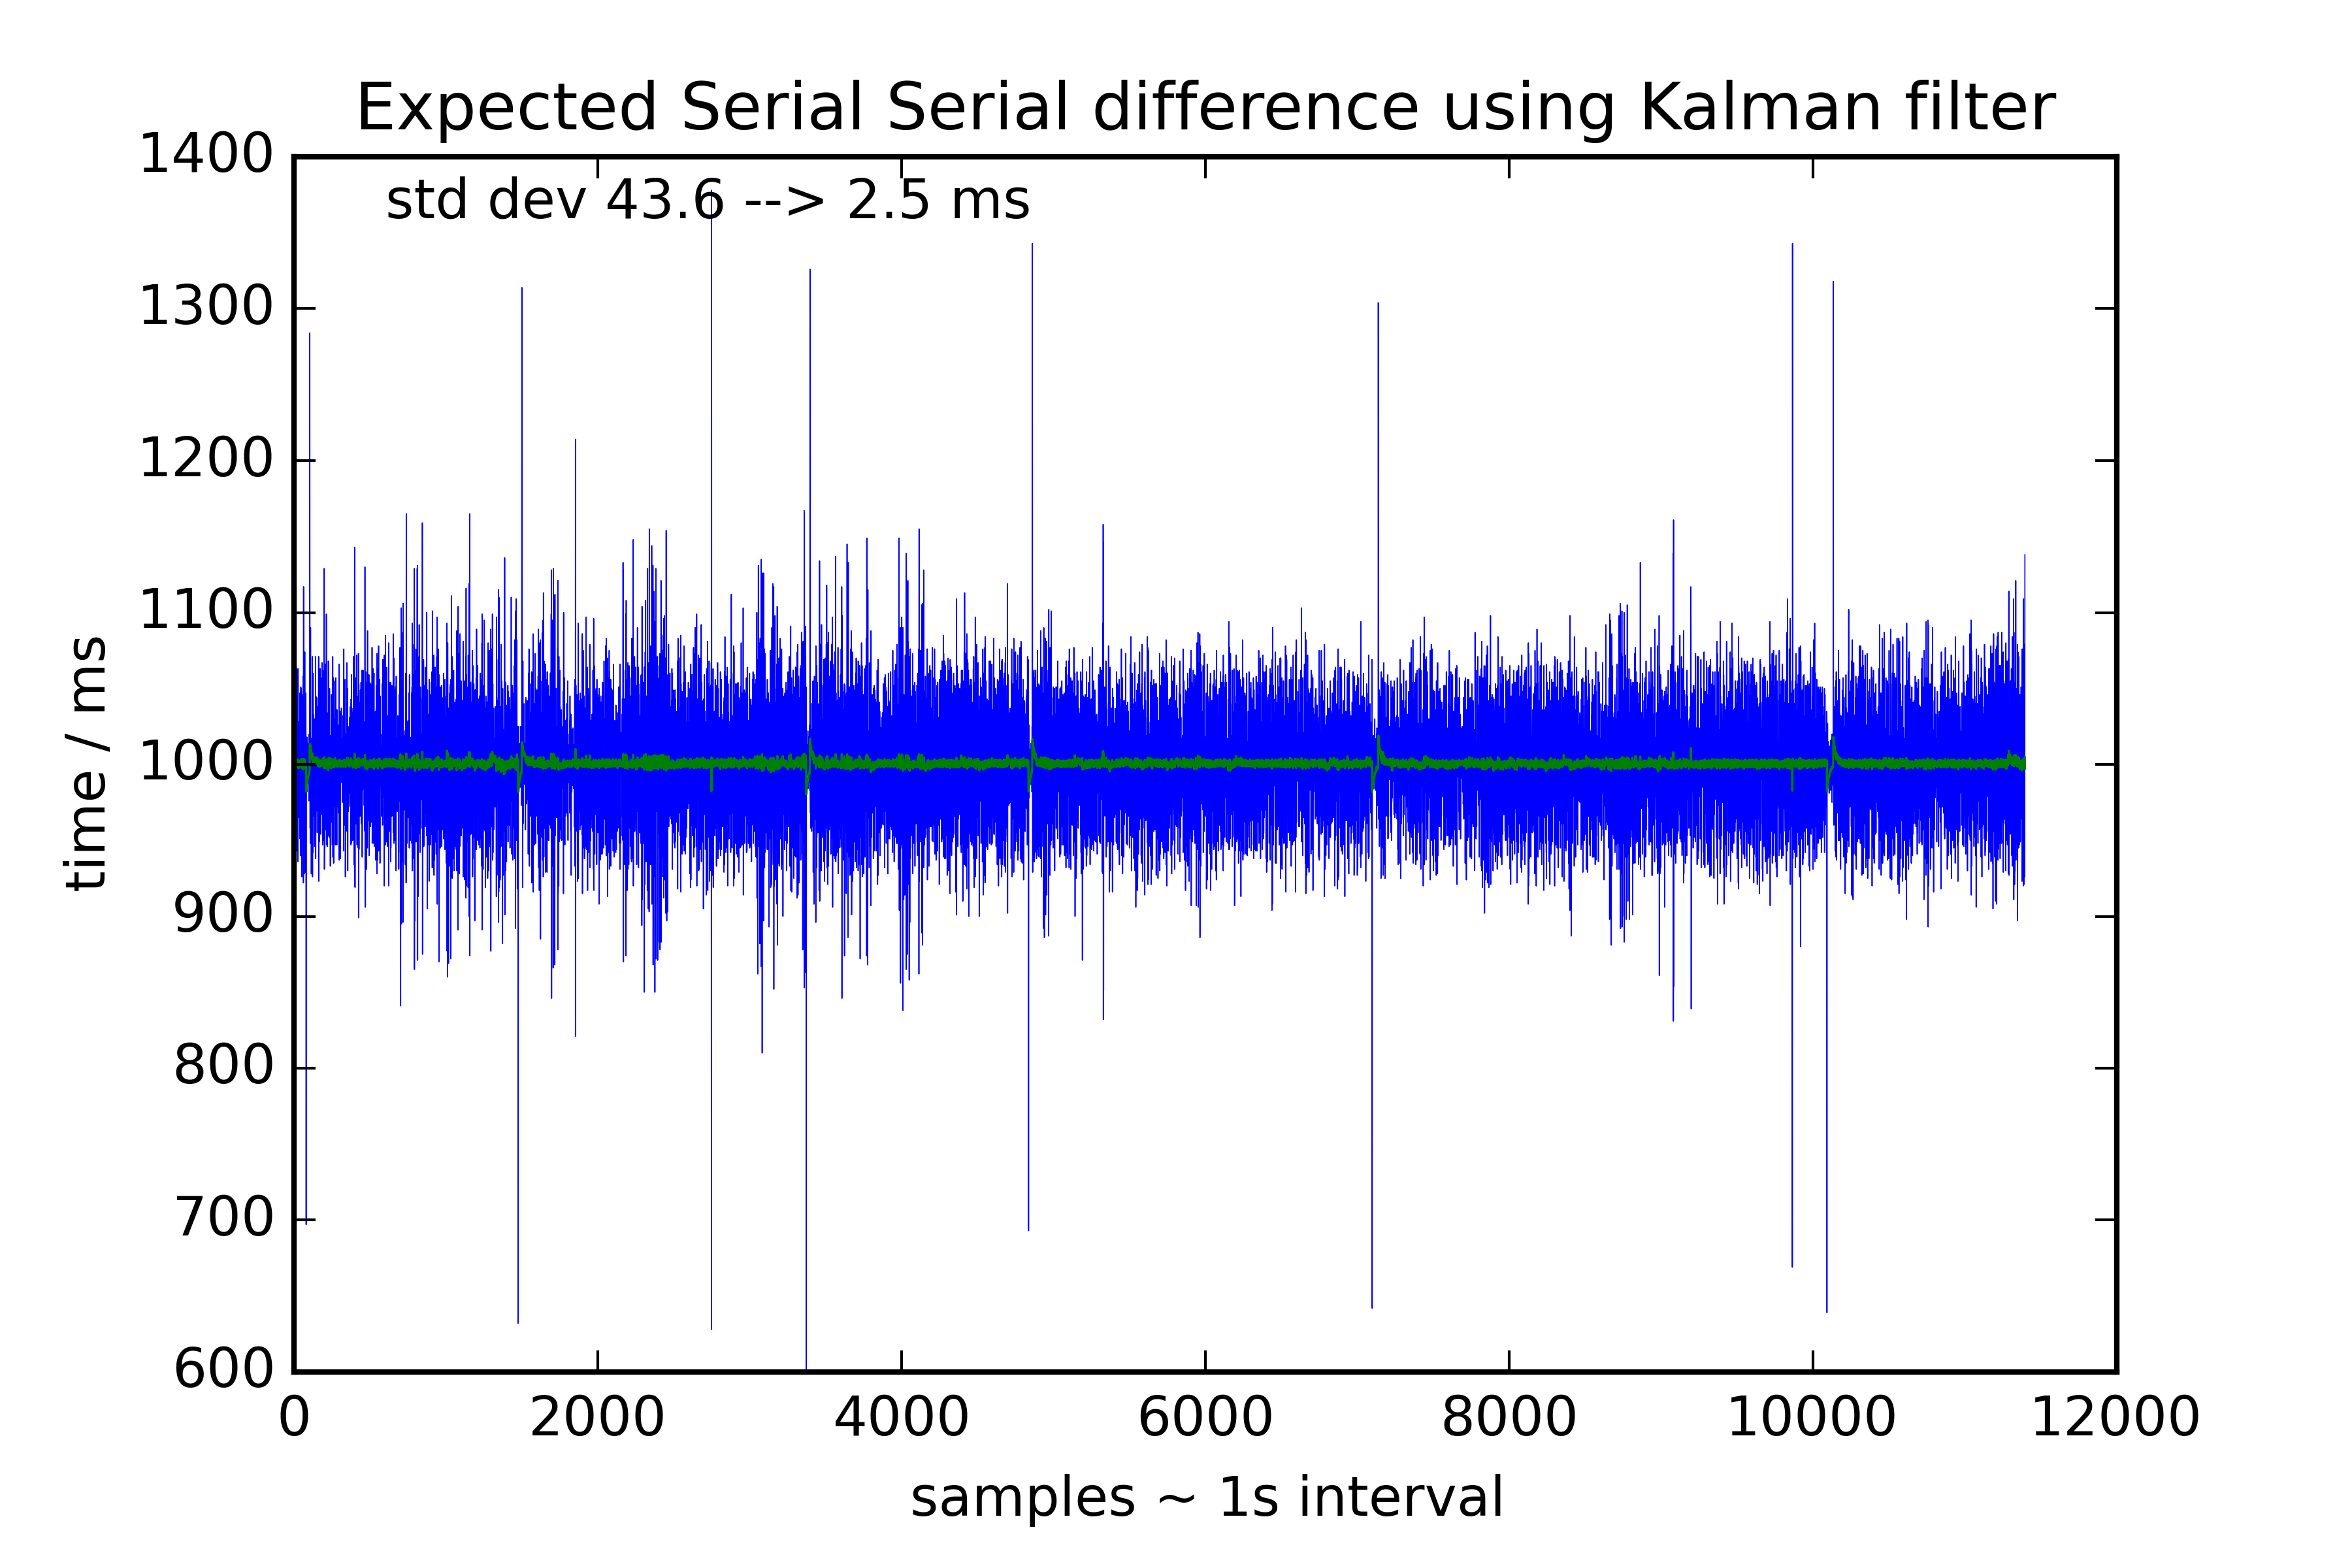 Expected Serial Serial difference using Kalman filter
std dev 43.6 --> 2.5 ms
1400
1300
1200
1100
1000
900
800
700
600
time / ms
0 2000 4000 6000 8000 10000 12000
samples ~ 1s interval